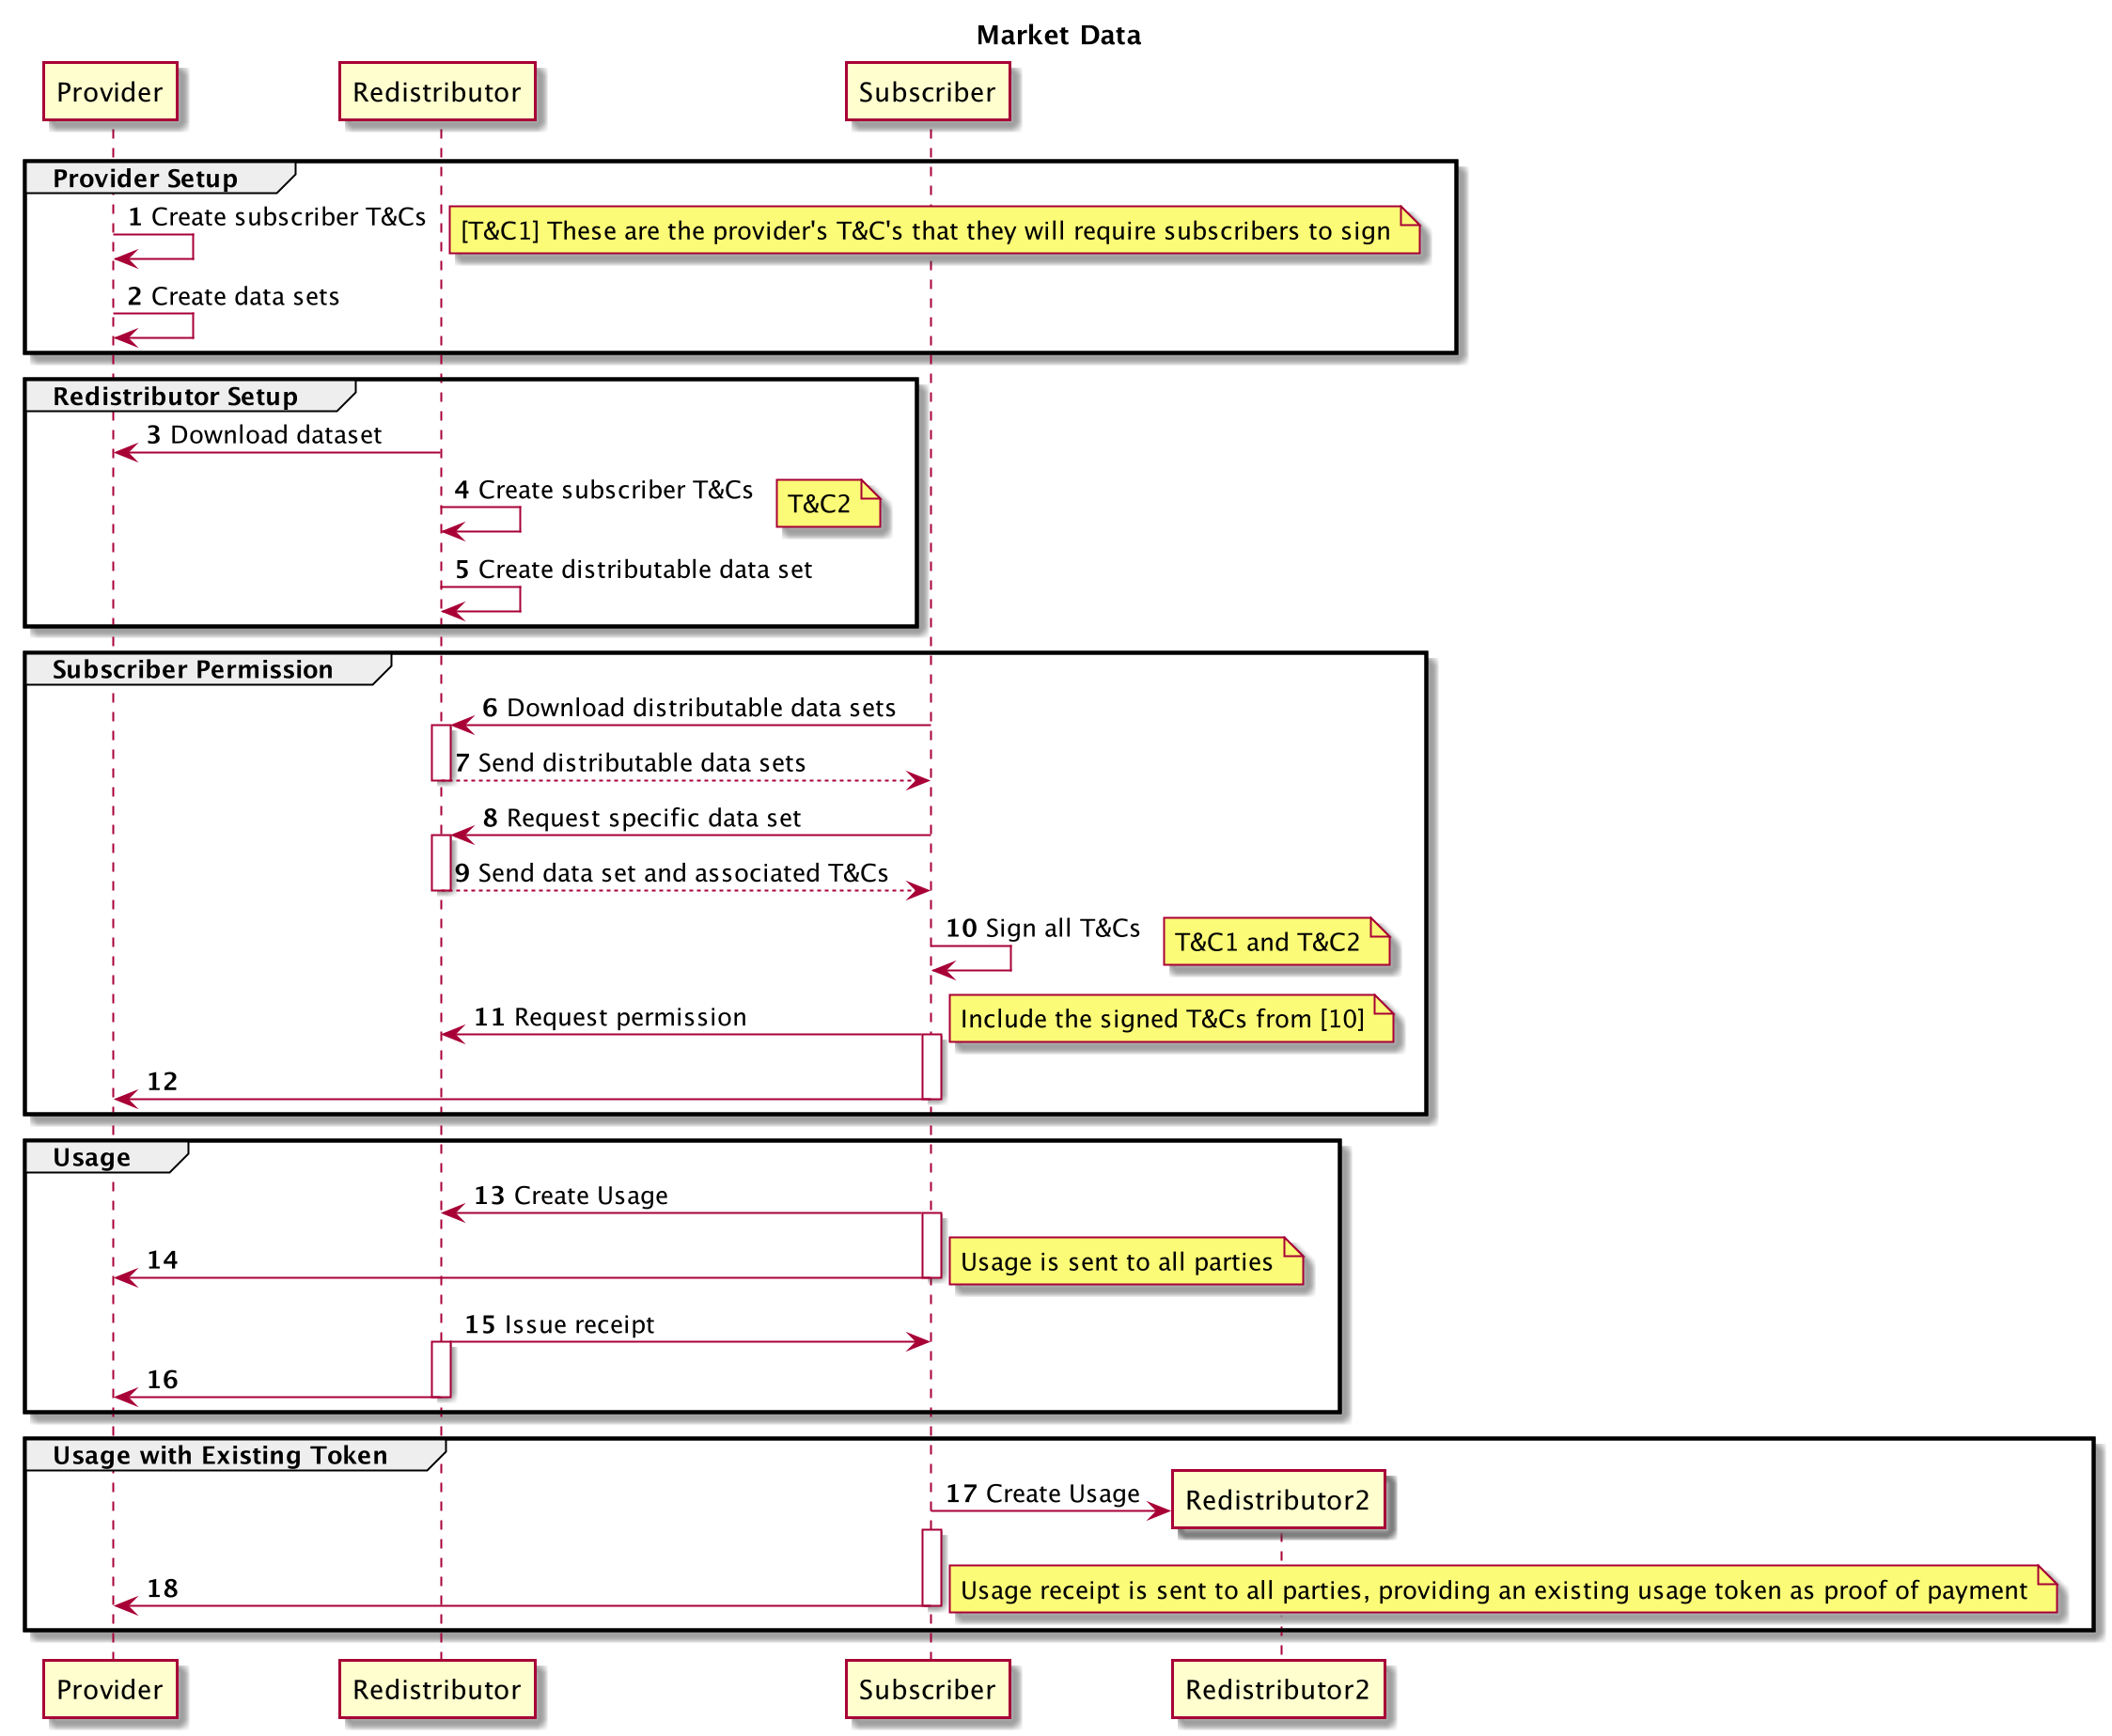 Market Data
Provider
Redistributor
Subscriber
Provider Setup
1 Create subscriber T&Cs
[T&C1] These are the provider's T&C's that they will require subscribers to sign
2 Create data sets
Redistributor Setup
3 Download dataset
4 Create subscriber T&Cs
T&C2
5 Create distributable data set
Subscriber Permission
6 Download distributable data sets
7 Send distributable data sets
8 Request specific data set
9 Send data set and associated T&Cs
10 Sign all T&Cs
T&C1 and T&C2
11 Request permission
Include the signed T&Cs from [10]
12
Usage
13 Create Usage
14
Usage is sent to all parties
15 Issue receipt
16
Usage with Existing Token
17 Create Usage
Redistributor2
18
Usage receipt is sent to all parties, providing an existing usage token as proof of payment
Provider
Redistributor
Subscriber
Redistributor2